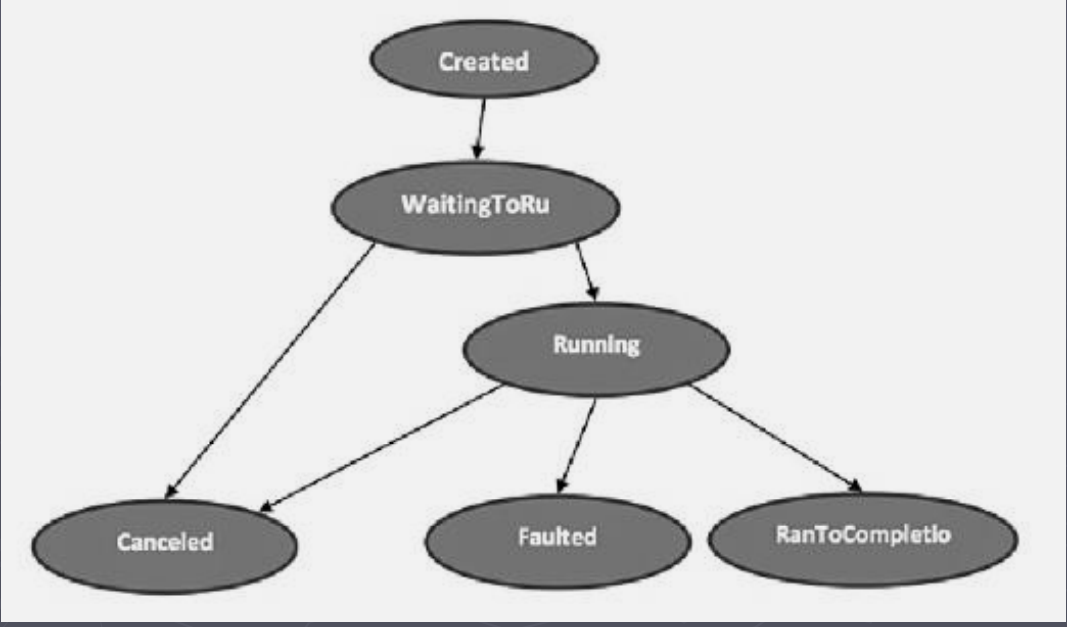 Created
WaitingToRu
Running
Canceled
Faulted
RanToCompletio